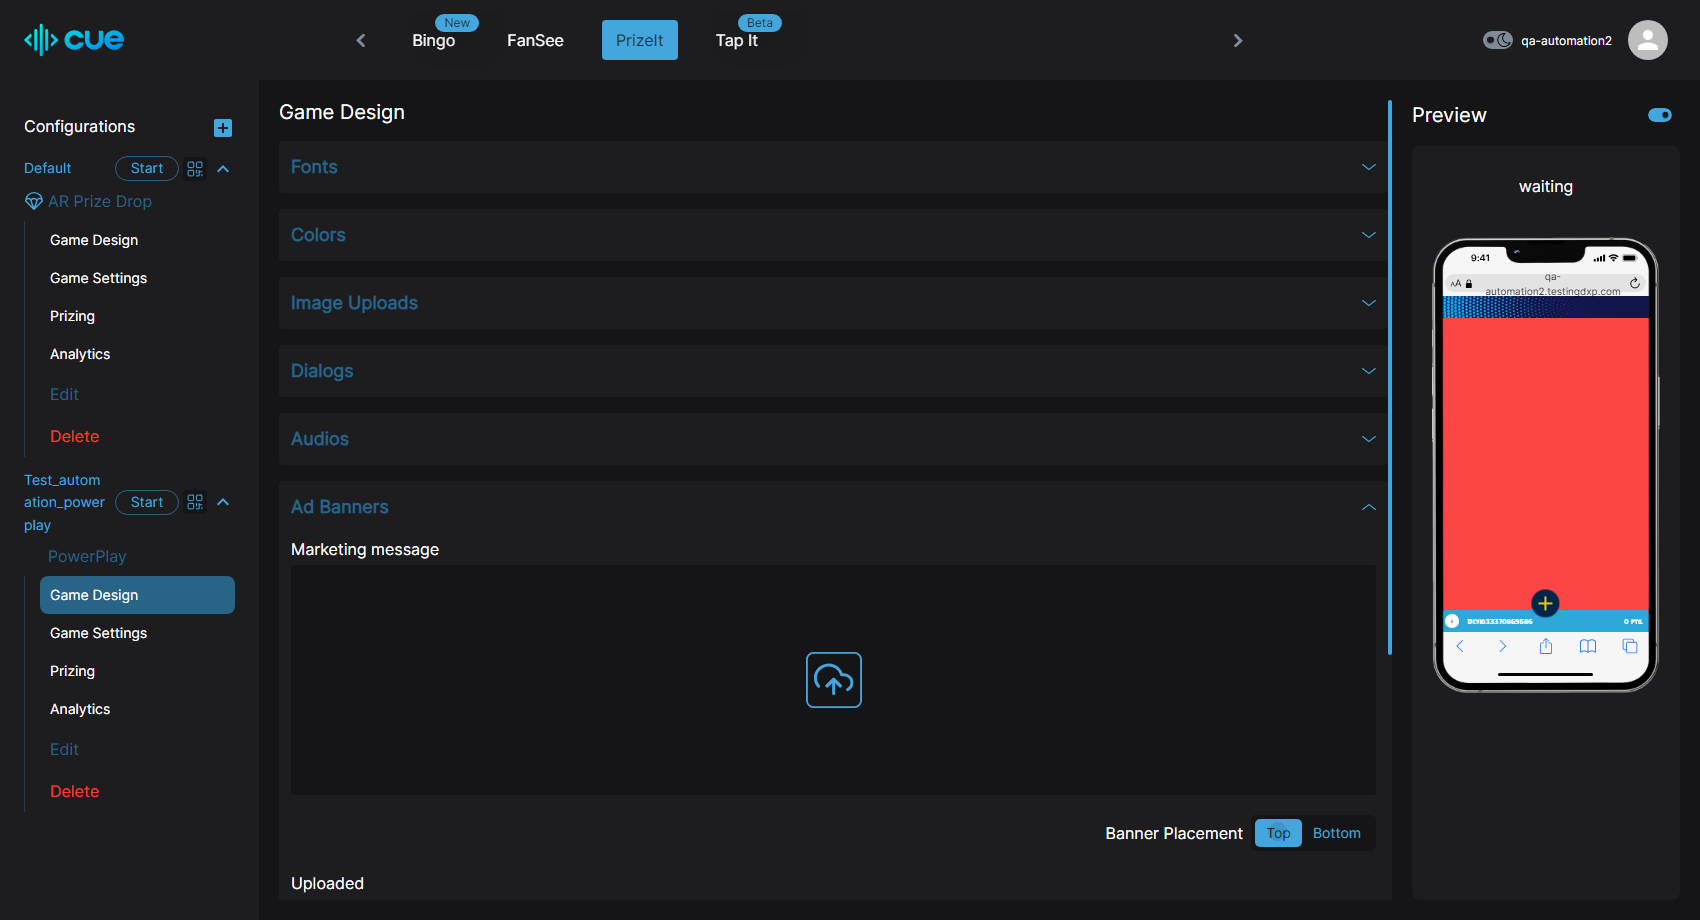 cue
New
Bingo
FanSee
PrizeIt
Beta
Tap It
qa-automation2
Configurations
Default
Start
AR Prize Drop
Game Design
Game Settings
Prizing
Analytics
Edit
Delete
Test_autom
ation_power
play
Start
PowerPlay
Game Design
Game Settings
Prizing
Analytics
Edit
Delete
Game Design
Fonts
Colors
Image Uploads
Dialogs
Audios
Ad Banners
Marketing message
Banner Placement
Top
Bottom
Uploaded
Preview
waiting
9:41
AA
qa-
automation2.testingdxp.com
0 PTS.